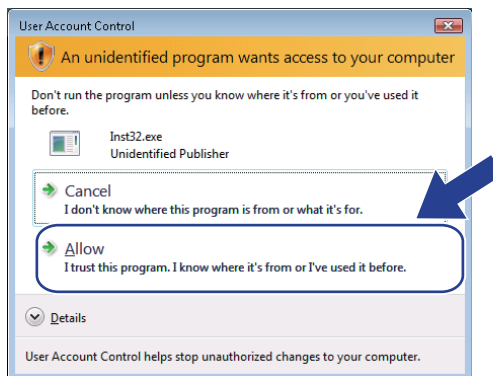 User Account Control
An unidentified program wants access to your computer
Don't run the program unless you know where it's from or you've used it
before.
Inst32.exe
Unidentified Publisher
Cancel
I don't know where this program is from or what it's for.
Allow
I trust this program. I know where it's from or I've used it before.
Details
User Account Control helps stop unauthorized changes to your computer.